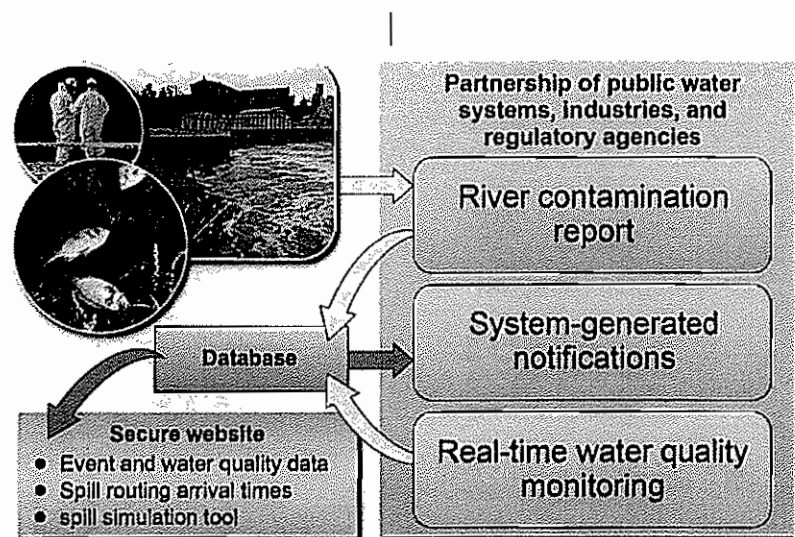 Partnership of public water
systems, industries, and
regulatory agencies
River contamination
report
System-generated
notifications
Real-time water quality
monitoring
Database
Secure website
● Event and water quality data
● Spill routing arrival times
● spill simulation tool